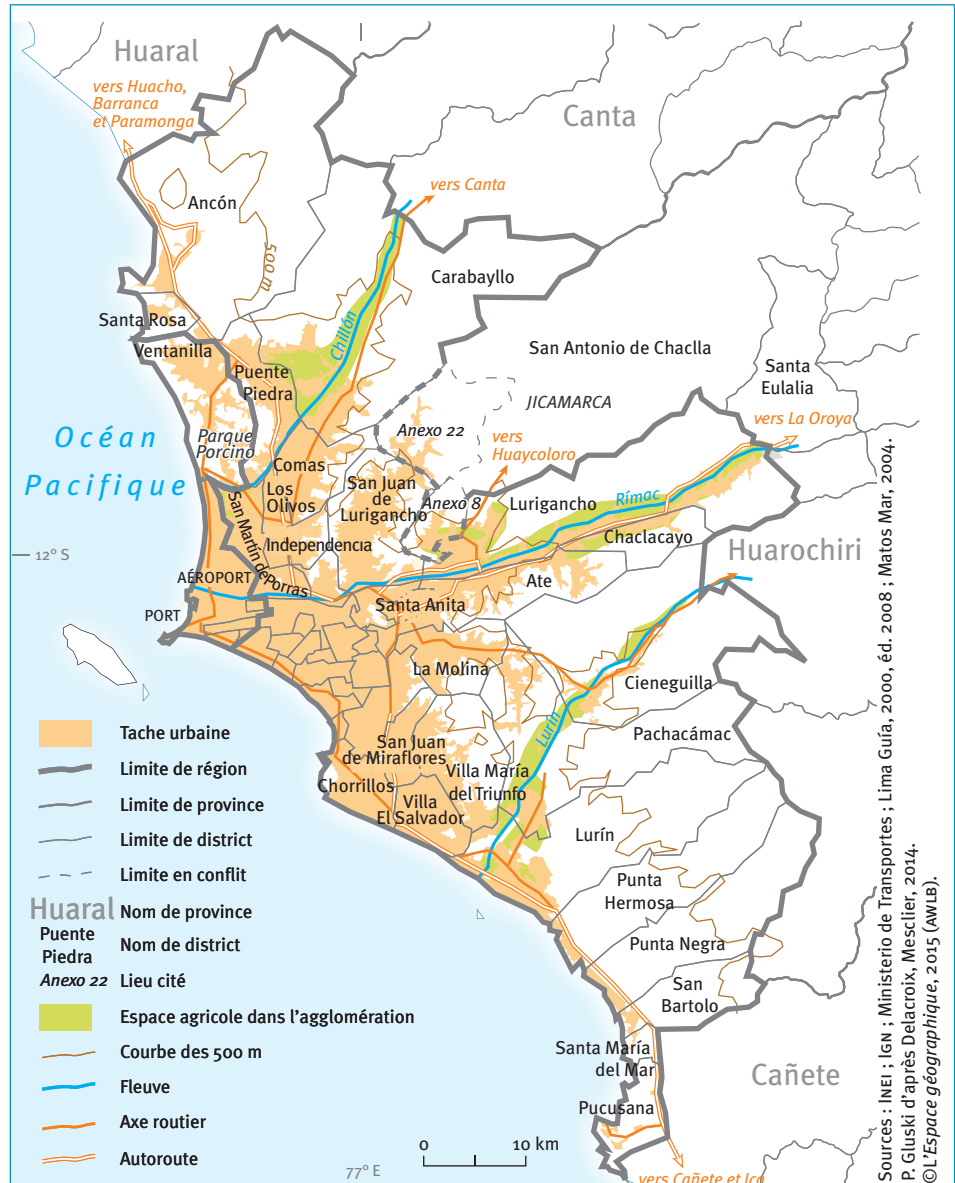 Huaral
vers Huacho,
Barranca
et Paramonga
Canta
vers Canta
Ancón
500 m
Carabayllo
Santa Rosa
Chillón
San Antonio de Chaclla
Ventanilla
Puente
Piedra
Santa
Eulalia
JICAMARCA
vers La Oroya
Océan
Pacifique
Parque
Porcino
Anexo 22
vers
Huaycoloro
Comas
Los
Olivos
San Juan
de
Lurigancho
Anexo 8
Lurigancho
Rímac
San Martín de Porras
Independencia
Chaclacayo
Huarochiri
12° S
AÉROPORT
Ate
PORT
Santa Anita
La Molina
Cieneguilla
Lurín
Pachacámac
San Juan
de Miraflores
Villa María
del Triunfo
Chorrillos
Villa
El Salvador
Lurín
Punta
Hermosa
Punta Negra
San
Bartolo
Santa María
del Mar
Cañete
Pucusana
vers Cañete et Ica
Tache urbaine
Limite de région
Limite de province
Limite de district
Limite en conflit
Huaral Nom de province
Puente
Piedra Nom de district
Anexo 22 Lieu cité
Espace agricole dans l'agglomération
Courbe des 500 m
Fleuve
Axe routier
Autoroute
0 10 km
77° E
Sources : INEI ; IGN ; Ministerio de Transportes ; Lima Guía, 2000, éd. 2008 ; Matos Mar, 2004.
P. Gluski d'après Delacroix, Mesclier, 2014.
©L'Espace géographique, 2015 (AWLB).